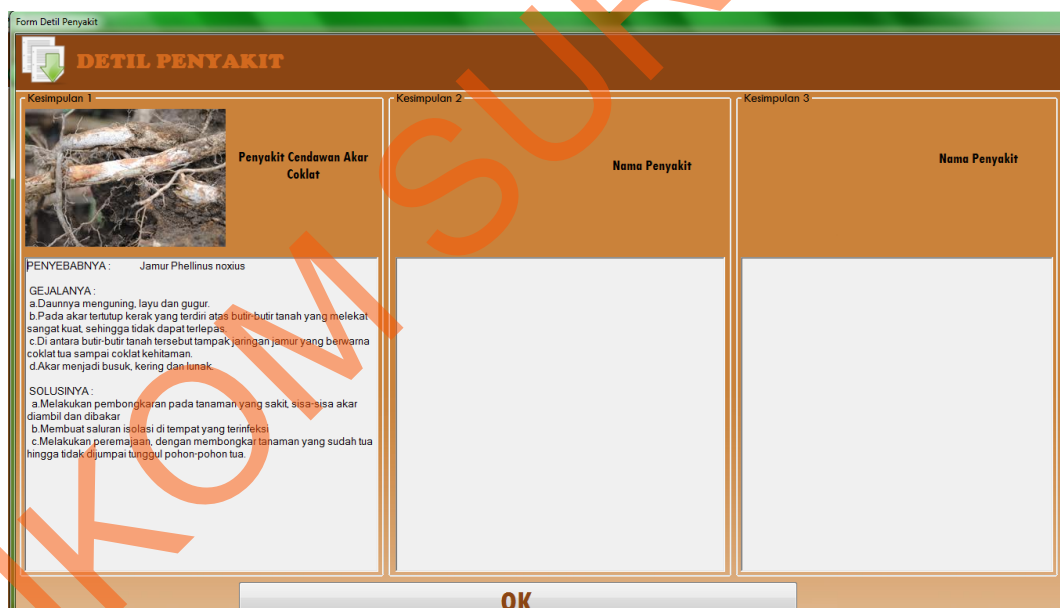 Form Detil Penyakit
DETIL PENYAKIT
Kesimpulan 1
Penyakit Cendawan Akar
Coklat
PENYEBABNYA : Jamur Phellinus noxius
GEJALANYA :
a.Daunnya menguning, layu dan gugur.
b.Pada akar tertutup kerak yang terdiri atas butir-butir tanah yang melekat
sangat kuat, sehingga tidak dapat terlepas.
c.Di antara butir-butir tanah tersebut tampak jaringan jamur yang berwarna
coklat tua sampai coklat kehitaman.
d.Akar menjadi busuk, kering dan lunak.
SOLUSINYA :
a.Melakukan pembongkaran pada tanaman yang sakit, sisa-sisa akar
diambil dan dibakar
b.Membuat saluran isolasi di tempat yang terinfeksi
c.Melakukan peremajaan, dengan membongkar tanaman yang sudah tua
hingga tidak dijumpai tunggul pohon-pohon tua.
Kesimpulan 2
Nama Penyakit
Kesimpulan 3
Nama Penyakit
OK
IKOM SUR